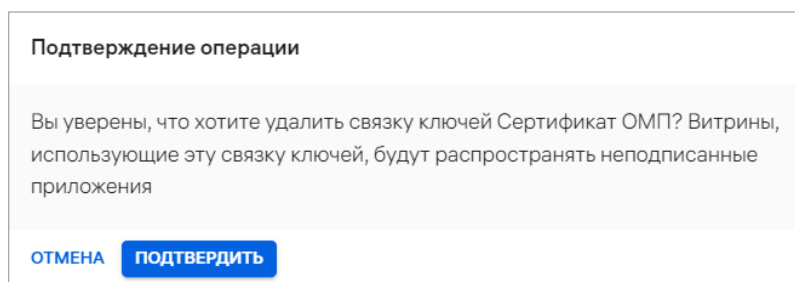 Подтверждение операции
Вы уверены, что хотите удалить связку ключей Сертификат ОМП? Витрины,
использующие эту связку ключей, будут распространять неподписанные
приложения
ОТМЕНА ПОДТВЕРДИТЬ